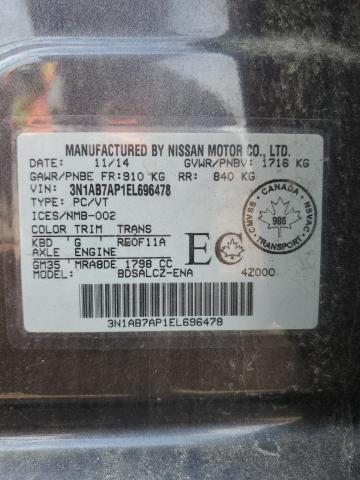 MANUFACTURED BY NISSAN MOTOR CO., LTD.
DATE: 11/14 GVWR/PNBV: 1716 KG
GAWR/PNBE FR: 910 KG RR: 840 KG
VIN: 3N1AB7AP1EL696478
TYPE: PC/VT
ICES/NMB-002
COLOR TRIM TRANS
KBD G RE0F11A
AXLE ENGINE
GM35 MRA8DE 1798 CC
MODEL: BDSALCZ-ENA 4Z000
EC
CANADA
CMVSS NSVAC
986
TRANSPORT
3N1AB7AP1EL696478